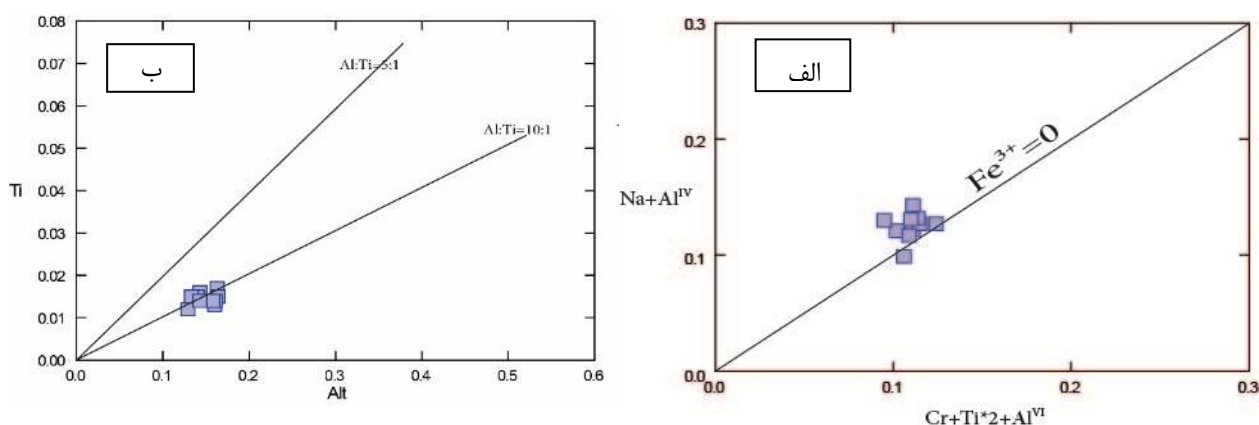 ب
0.08
0.07
0.06
0.05
0.04
0.03
0.02
0.01
0.00
Ti
Al:Ti=5:1
Al:Ti=10:1
0.0 0.1 0.2 0.3 0.4 0.5 0.6
Alt
الف
0.3
0.2
0.1
0.0
Na+Al^IV
Fe³⁺=0
0.0 0.1 0.2 0.3
Cr+Ti*2+Al^VI